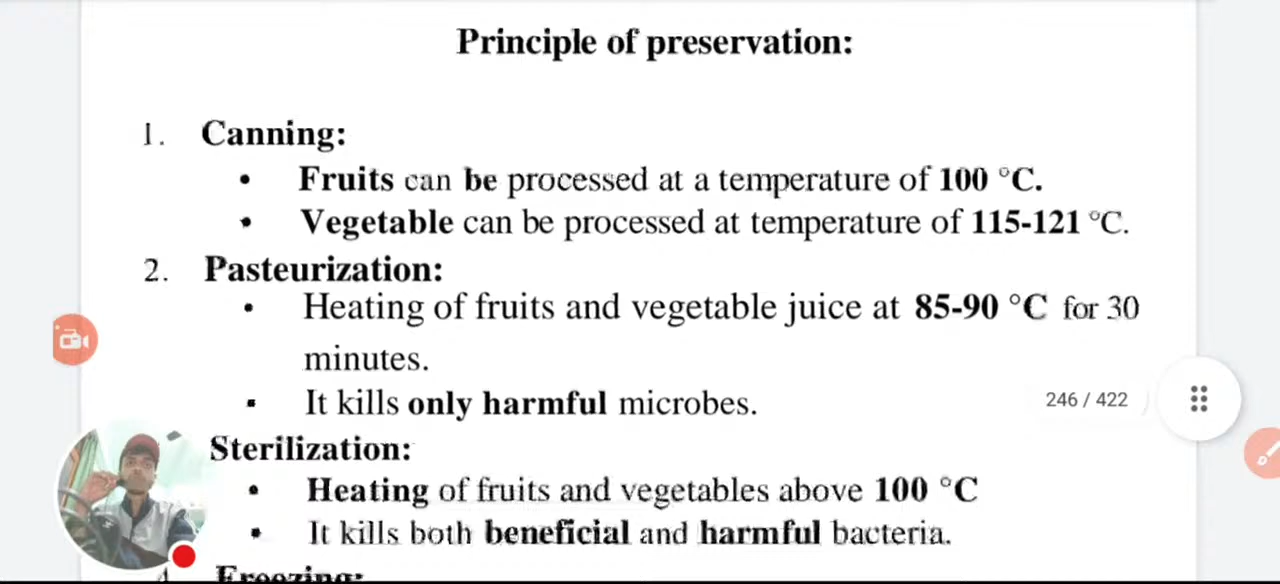 Principle of preservation:
1. Canning:
• Fruits can be processed at a temperature of 100 °C.
• Vegetable can be processed at temperature of 115-121 °C.
2. Pasteurization:
• Heating of fruits and vegetable juice at 85-90 °C for 30
minutes.
▪ It kills only harmful microbes.
246 / 422
Sterilization:
• Heating of fruits and vegetables above 100 °C
▪ It kills both beneficial and harmful bacteria.
Freezing: